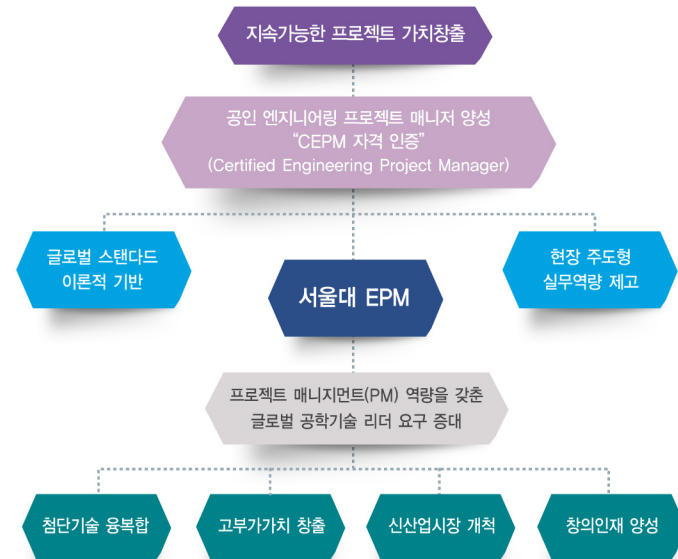 지속가능한 프로젝트 가치창출
공인 엔지니어링 프로젝트 매니저 양성
“CEPM 자격 인증”
(Certified Engineering Project Manager)
글로벌 스탠다드
이론적 기반
서울대 EPM
현장 주도형
실무역량 제고
프로젝트 매니지먼트(PM) 역량을 갖춘
글로벌 공학기술 리더 요구 증대
첨단기술 융복합
고부가가치 창출
신산업시장 개척
창의인재 양성